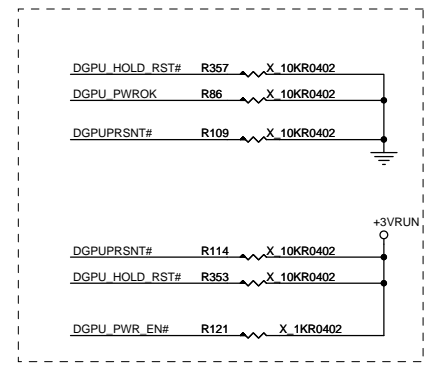 DGPU_HOLD_RST# R357 X_10KR0402
DGPU_PWROK R86 X_10KR0402
DGPUPRSNT# R109 X_10KR0402
+3VRUN
DGPUPRSNT# R114 X_10KR0402
DGPU_HOLD_RST# R353 X_10KR0402
DGPU_PWR_EN# R121 X_1KR0402